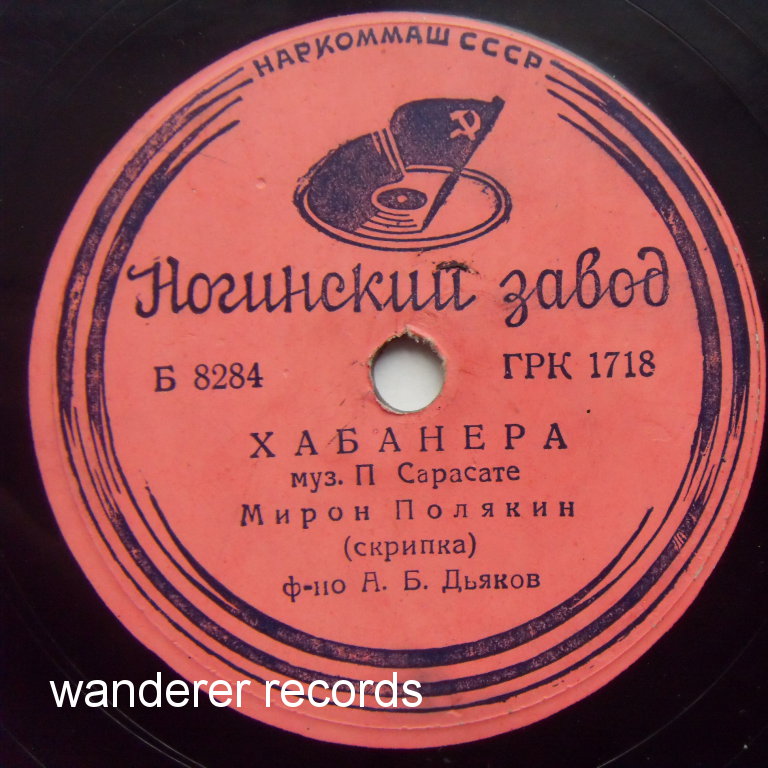 НАРКОММАШ СССР
Ногинский завод
Б 8284 ГРК 1718
ХАБАНЕРА
муз. П Сарасате
Мирон Полякин
(скрипка)
ф-но А. Б. Дьяков
wanderer records